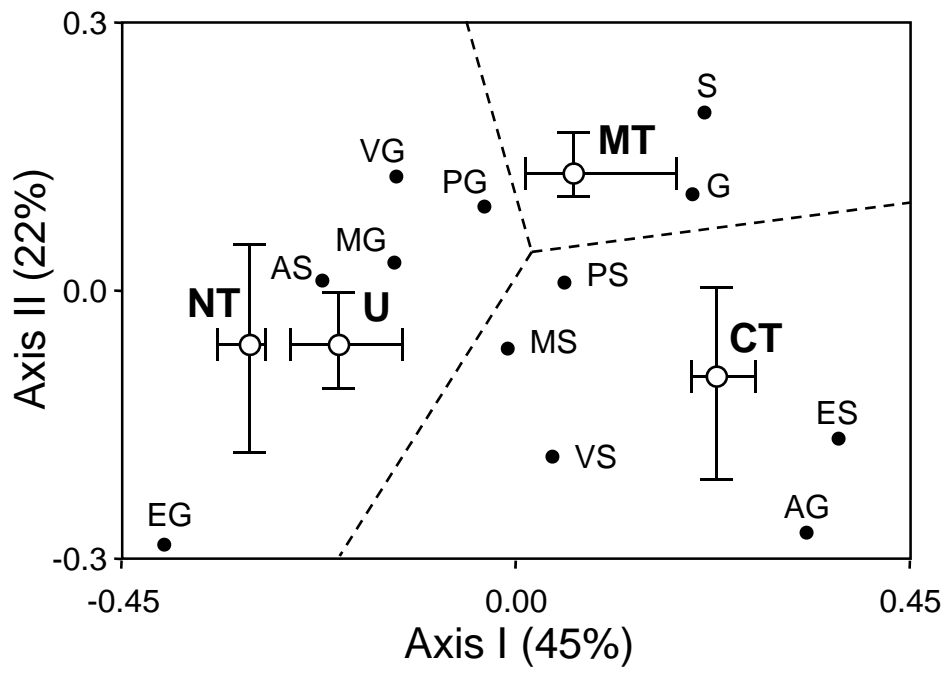 0.3
S
MT
VG
PG
G
MG
AS
PS
0.0
NT
U
MS
CT
ES
VS
AG
EG
-0.3
-0.45
0.00
0.45
Axis I (45%)
Axis II (22%)